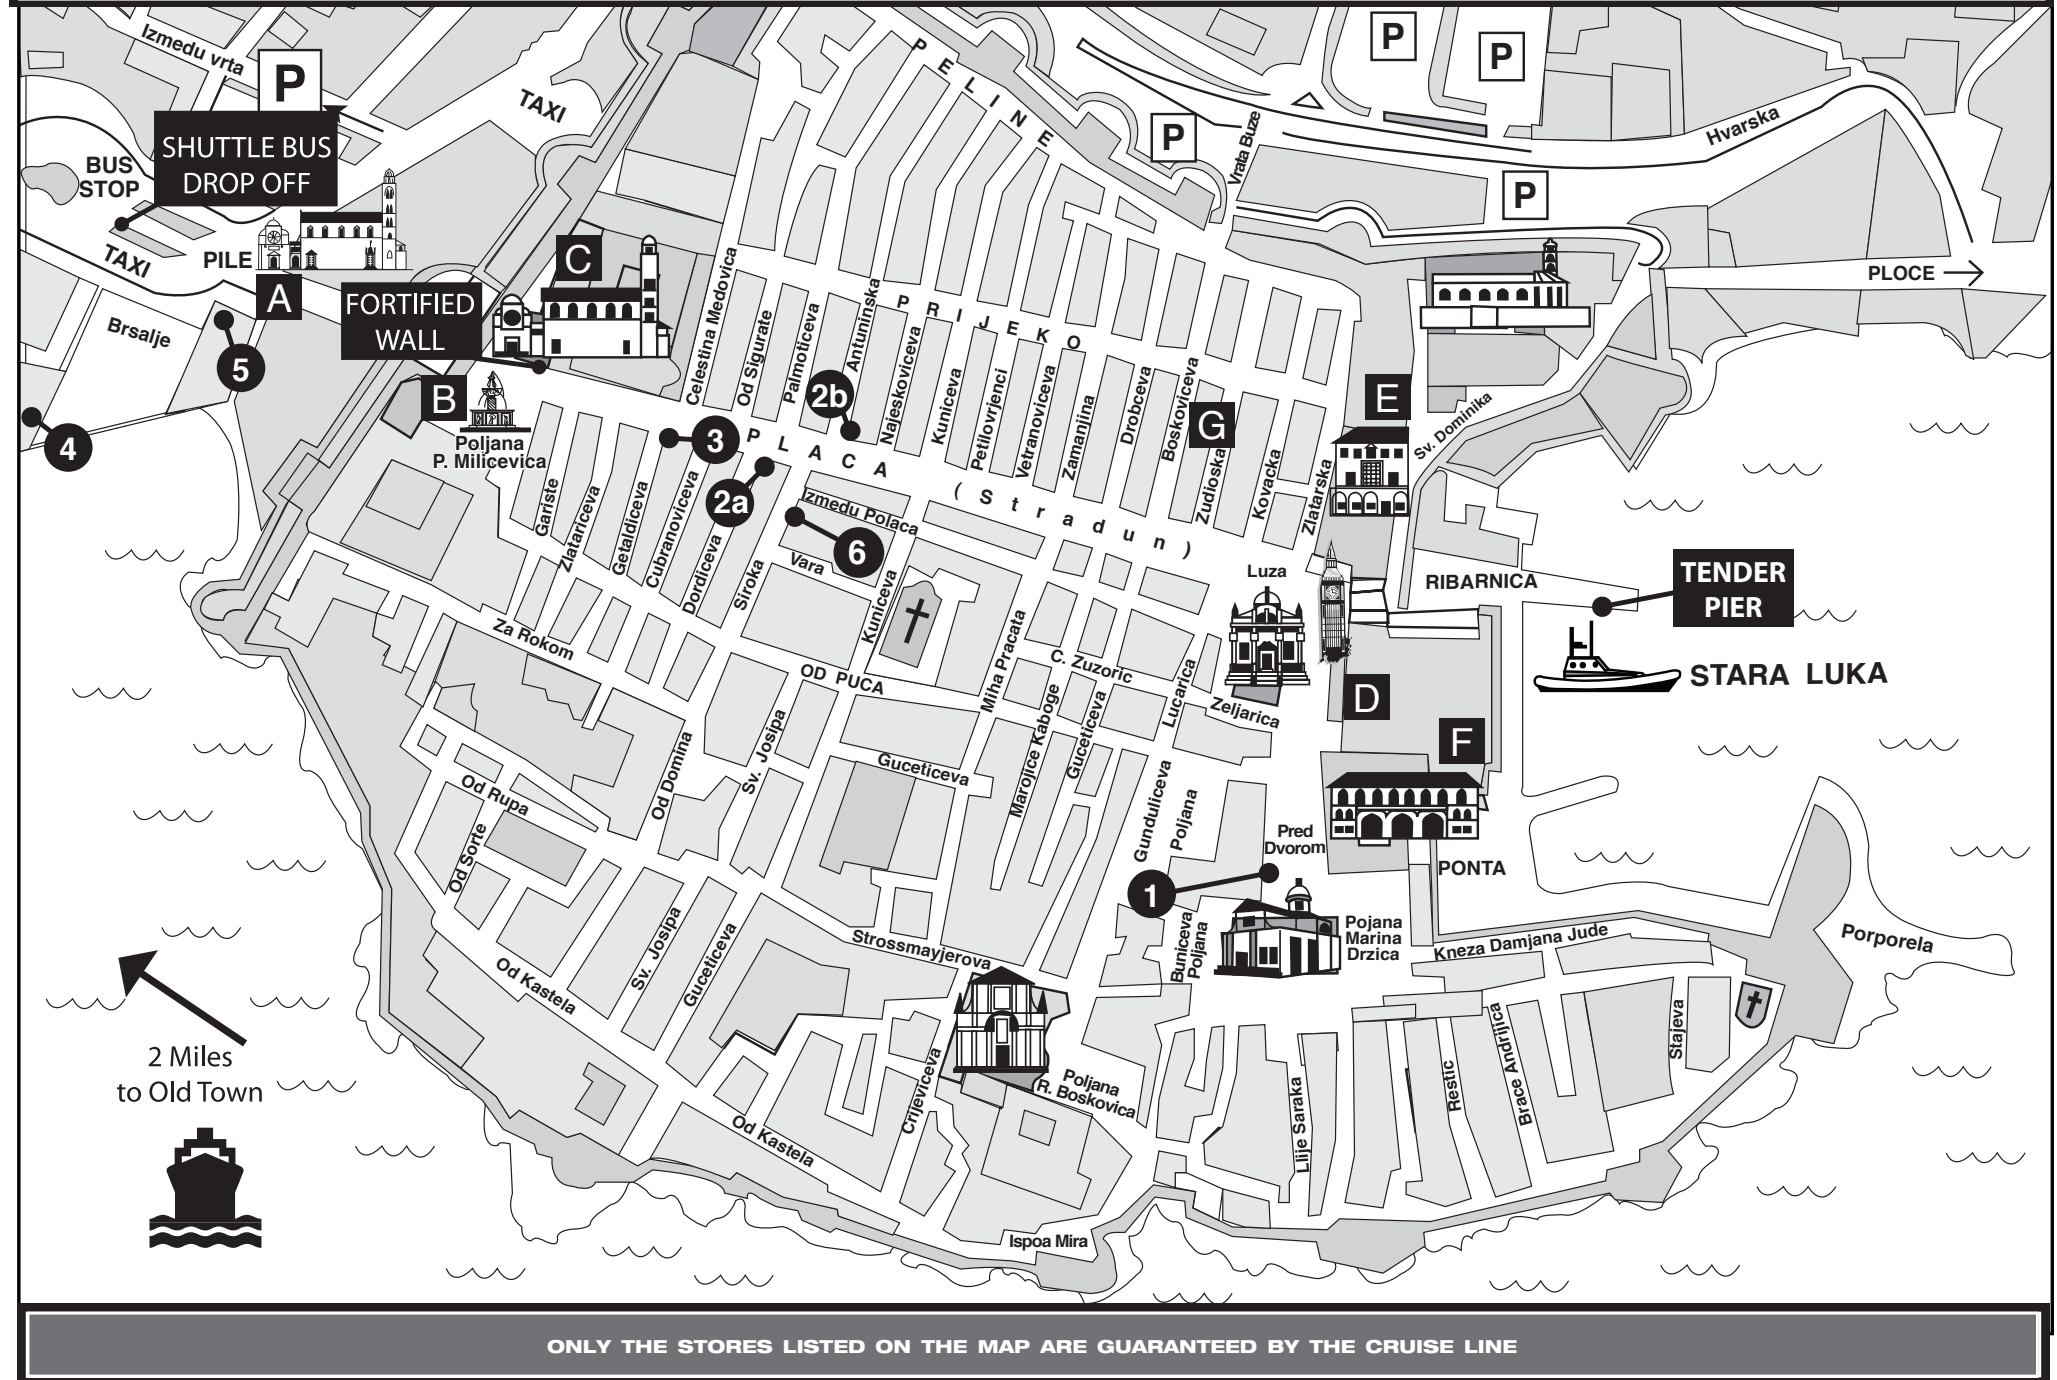 Izmedu vrta
P
TAXI
SHUTTLE BUS
DROP OFF
BUS
STOP
TAXI
PILE
A
FORTIFIED
WALL
B
C
Brsalje
5
4
Poljana
P. Milicevica
PELINE
P
P
P
P
Vrata Buze
Hvarska
PLOCE
PRIJEKO
Celestina Medovica
Od Sigurate
Palmoticeva
Antuninska
Najeskoviceva
Kuniceva
Petilovrjenci
Vetranoviceva
Zamanjina
Drobceva
Boskoviceva
Zudioska
Kovacka
Zlatarska
G
E
Sv. Dominika
2b
3
2a
6
PLACA (Stradun)
Izmedu Polaca
Vara
Gariste
Zlatariceva
Getaldiceva
Cubranoviceva
Dordiceva
Siroka
Kuniceva
Miha Pracata
Luza
RIBARNICA
TENDER
PIER
STARA LUKA
Za Rokom
OD PUCA
C. Zuzoric
Lucarica
Zeljarica
D
F
Od Domina
Sv. Josipa
Guceticeva
Marojice Kaboge
Guceticeva
Od Rupa
Od Sorte
Gunduliceva
Poljana
Pred
Dvorom
PONTA
1
Buniceva
Poljana
Pojana
Marina
Drzica
Kneza Damjana Jude
Porporela
Strossmayjerova
Sv. Josipa
Guceticeva
Od Kastela
Crijeviceva
Poljana
R. Boskovica
Od Kastela
Llije Saraka
Restic
Brace Andrijica
Stajeva
Ispoa Mira
2 Miles
to Old Town
ONLY THE STORES LISTED ON THE MAP ARE GUARANTEED BY THE CRUISE LINE